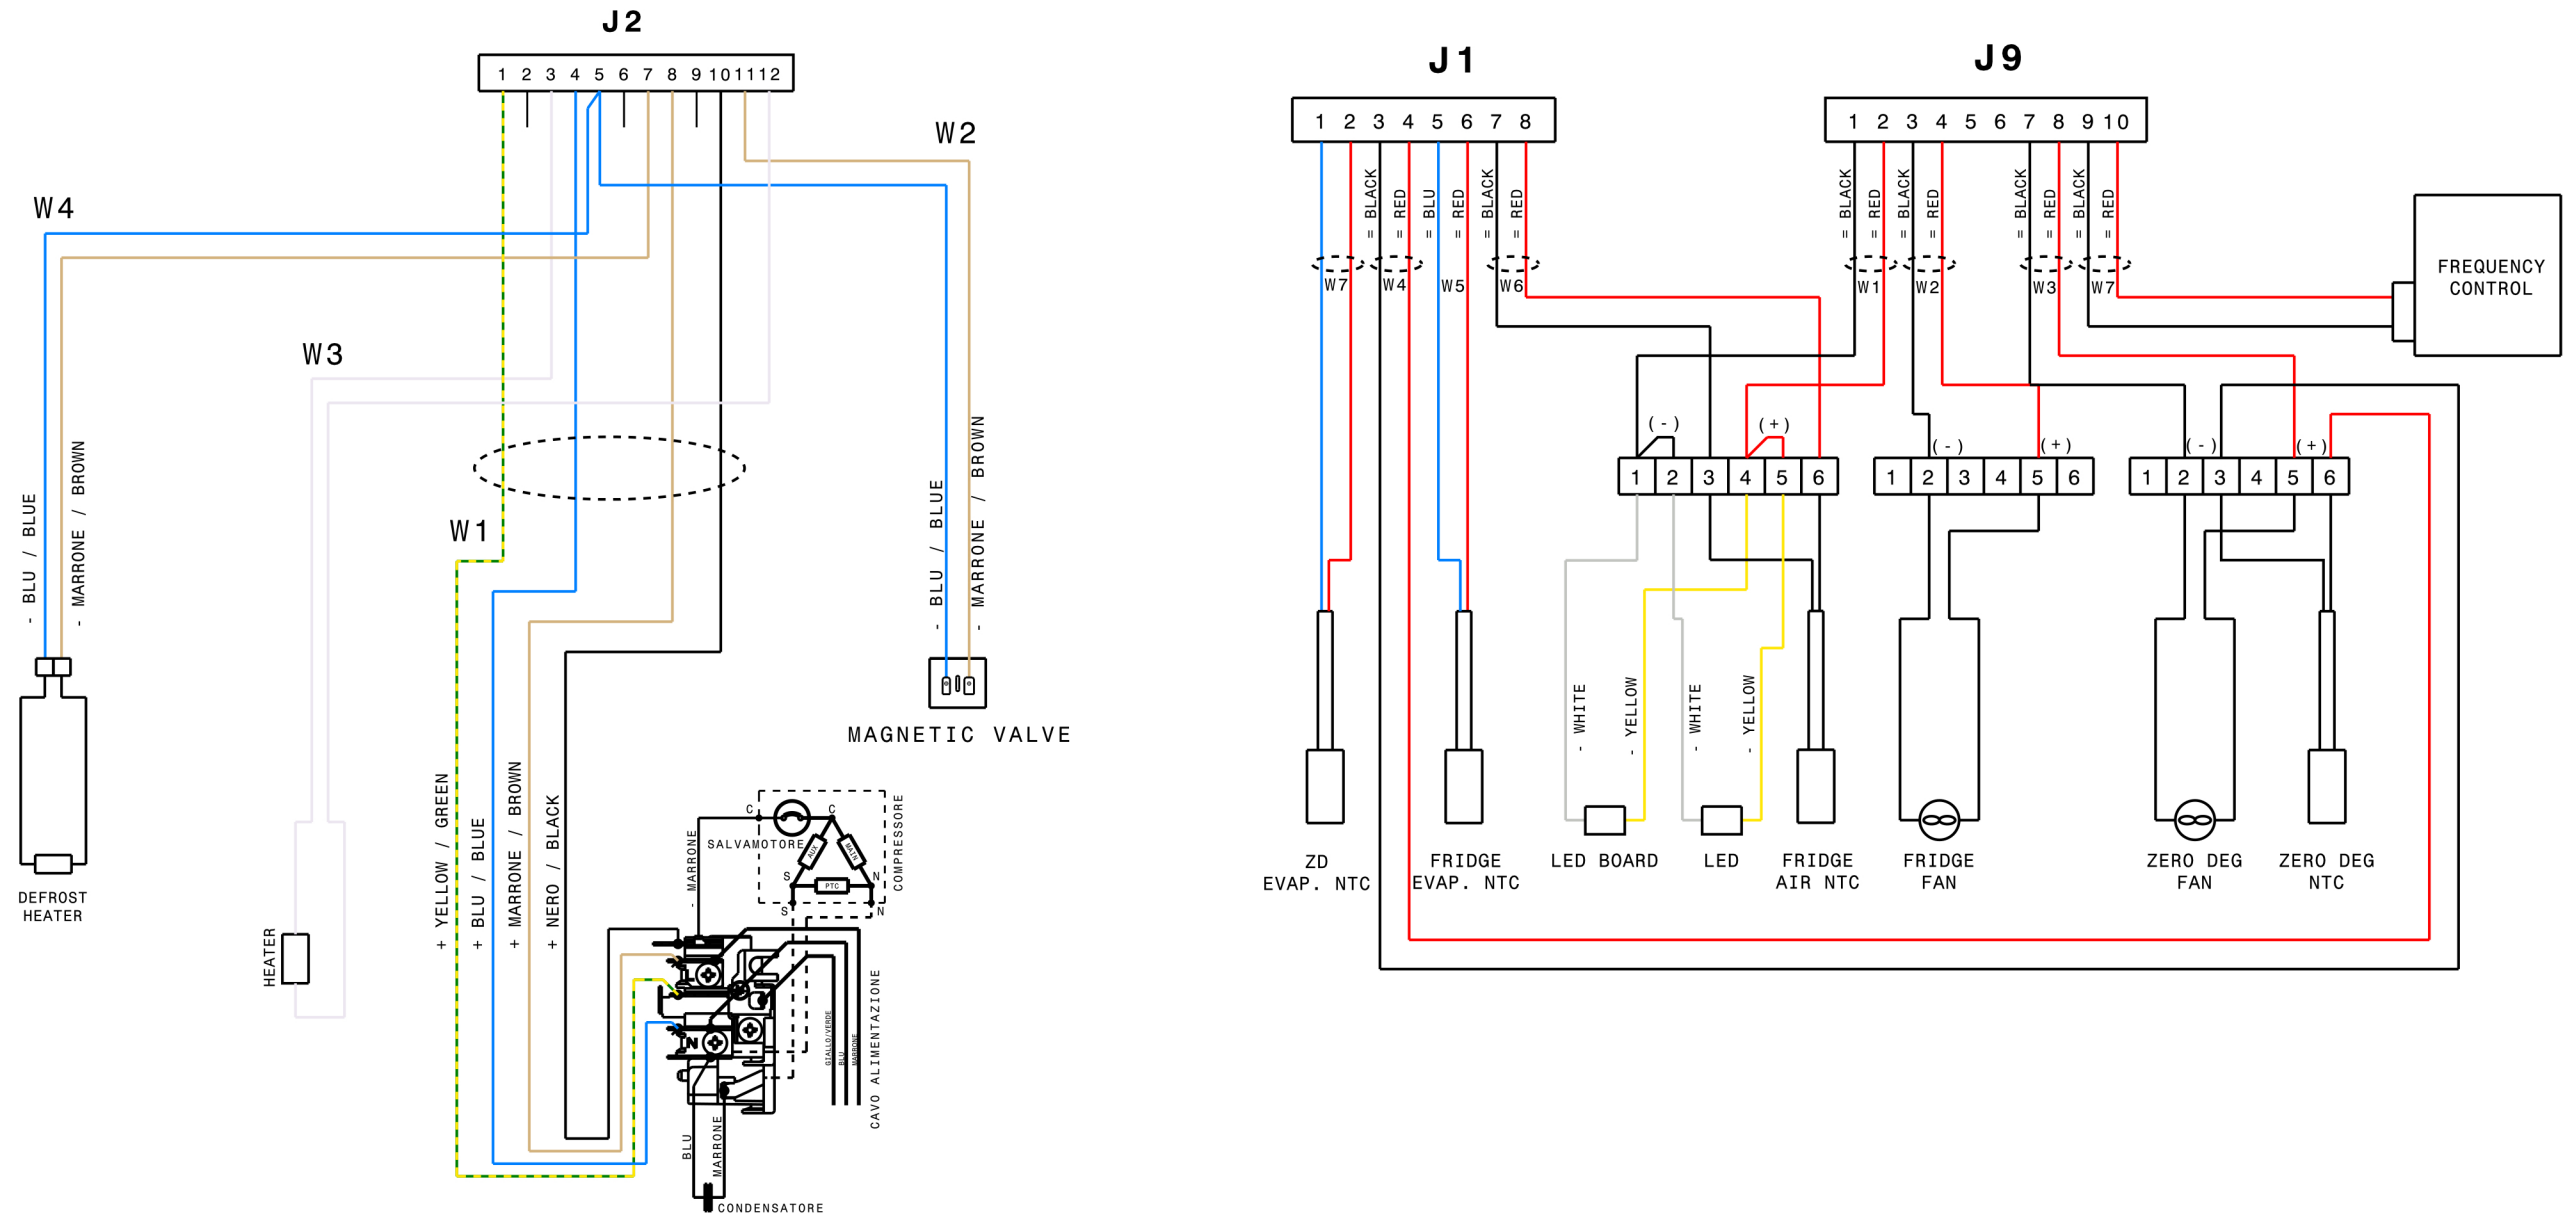 J2
1 2 3 4 5 6 7 8 9 10 11 12
W2
W4
W3
W1
- BLU / BLUE
- MARRONE / BROWN
- BLU / BLUE
- MARRONE / BROWN
MAGNETIC VALVE
DEFROST
HEATER
HEATER
+ YELLOW / GREEN
+ BLU / BLUE
+ MARRONE / BROWN
+ NERO / BLACK
- MARRONE
C
C
SALVAMOTORE
AUX
MAIN
S
N
PTC
S
N
COMPRESSORE
L
N
GIALLO/VERDE
BLU
MARRONE
CAVO ALIMENTAZIONE
BLU
MARRONE
CONDENSATORE
J1
1 2 3 4 5 6 7 8
= BLACK
= RED
= BLU
= RED
= BLACK
= RED
W7
W4
W5
W6
J9
1 2 3 4 5 6 7 8 9 10
= BLACK
= RED
= BLACK
= RED
= BLACK
= RED
= BLACK
= RED
W1
W2
W3
W7
FREQUENCY
CONTROL
(-)
(+)
(-)
(+)
(-)
(+)
1 2 3 4 5 6
1 2 3 4 5 6
1 2 3 4 5 6
- WHITE
- YELLOW
- WHITE
- YELLOW
ZD
EVAP. NTC
FRIDGE
EVAP. NTC
LED BOARD
LED
FRIDGE
AIR NTC
FRIDGE
FAN
ZERO DEG
FAN
ZERO DEG
NTC